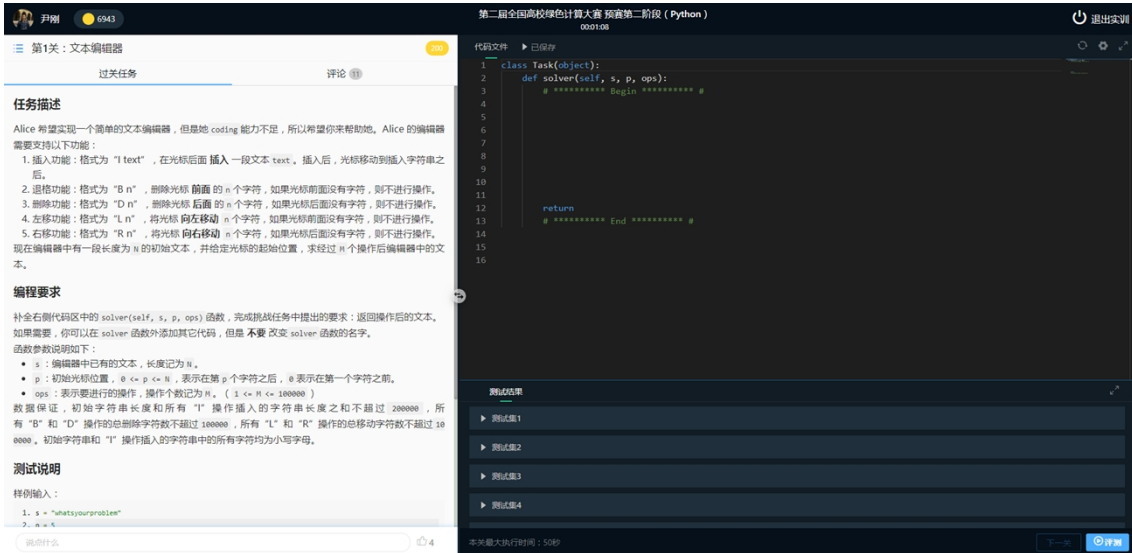 尹刚
6943
第二届全国高校绿色计算大赛 预赛第二阶段（Python）
00:01:08
退出实训
第1关：文本编辑器
200
过关任务
评论 11
任务描述
Alice 希望实现一个简单的文本编辑器，但是她 coding 能力不足，所以希望你来帮助她。Alice 的编辑器
需要支持以下功能：
1. 插入功能：格式为“I text”，在光标后面 插入 一段文本 text 。插入后，光标移动到插入字符串之
后。
2. 退格功能：格式为“B n”，删除光标 前面 的 n 个字符，如果光标前面没有字符，则不进行操作。
3. 删除功能：格式为“D n”，删除光标 后面 的 n 个字符，如果光标后面没有字符，则不进行操作。
4. 左移功能：格式为“L n”，将光标 向左移动 n 个字符，如果光标前面没有字符，则不进行操作。
5. 右移功能：格式为“R n”，将光标 向右移动 n 个字符，如果光标后面没有字符，则不进行操作。
现在编辑器中有一段长度为 N 的初始文本，并给定光标的起始位置，求经过 M 个操作后编辑器中的文
本。
编程要求
补全右侧代码区中的 solver(self, s, p, ops) 函数，完成挑战任务中提出的要求：返回操作后的文本。
如果需要，你可以在 solver 函数外添加其它代码，但是 不要 改变 solver 函数的名字。
函数参数说明如下：
s ：编辑器中已有的文本，长度记为 N 。
p ：初始光标位置， 0 <= p <= N ，表示在第 p 个字符之后， 0 表示在第一个字符之前。
ops ：表示要进行的操作，操作个数记为 M 。（ 1 <= M <= 100000 ）
数据保证，初始字符串长度和所有“I”操作插入的字符串长度之和不超过 200000 ，所
有“B”和“D”操作的总删除字符数不超过 100000 ，所有“L”和“R”操作的总移动字符数不超过 10
0000 。初始字符串和“I”操作插入的字符串中的所有字符均为小写字母。
测试说明
样例输入：
1. s = "whatsyourproblem"
2. p = 5
说点什么
4
代码文件
已保存
1 class Task(object):
2 def solver(self, s, p, ops):
3 # ********** Begin ********** #
4
5
6
7
8
9
10
11
12 return
13 # ********** End ********** #
14
15
16
测试结果
测试集1
测试集2
测试集3
测试集4
本关最大执行时间：50秒
下一关
评测